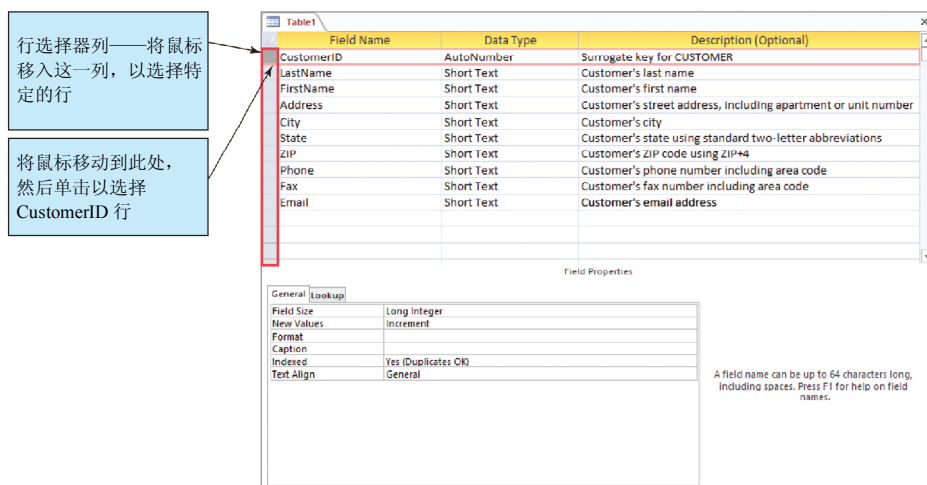 行选择器列——将鼠标
移入这一列，以选择特
定的行
将鼠标移动到此处，
然后单击以选择
CustomerID 行
Table1
Field Name Data Type Description (Optional)
CustomerID AutoNumber Surrogate key for CUSTOMER
LastName Short Text Customer's last name
FirstName Short Text Customer's first name
Address Short Text Customer's street address, including apartment or unit number
City Short Text Customer's city
State Short Text Customer's state using standard two-letter abbreviations
ZIP Short Text Customer's ZIP code using ZIP+4
Phone Short Text Customer's phone number including area code
Fax Short Text Customer's fax number including area code
Email Short Text Customer's email address
Field Properties
General Lookup
Field Size Long Integer
New Values Increment
Format
Caption
Indexed Yes (Duplicates OK)
Text Align General
A field name can be up to 64 characters long,
including spaces. Press F1 for help on field
names.